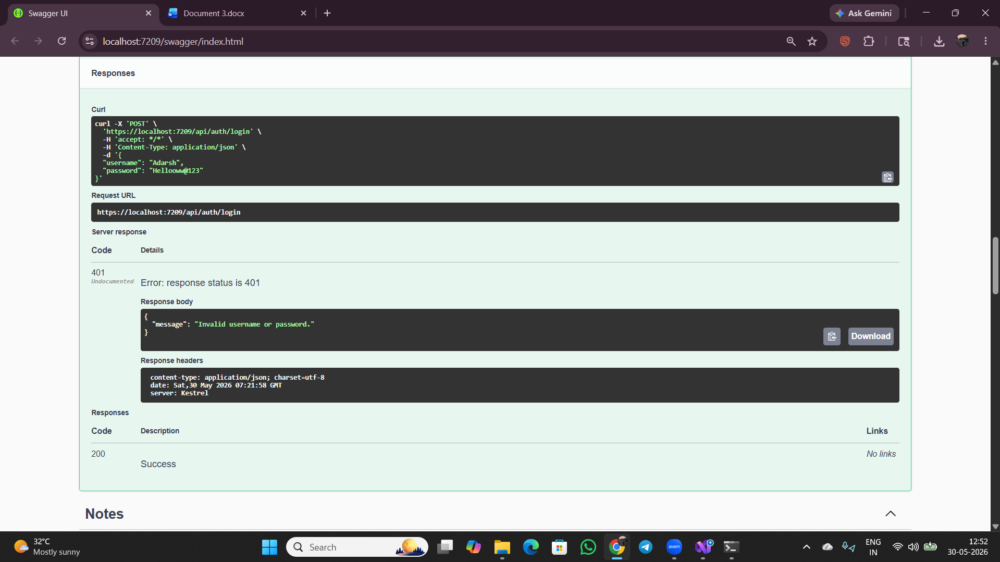 Swagger UI
Document 3.docx
Ask Gemini
localhost:7209/swagger/index.html
Responses
Curl
curl -X 'POST' \
'https://localhost:7209/api/auth/login' \
-H 'accept: */*' \
-H 'Content-Type: application/json' \
-d '{
"username": "Adarsh",
"password": "Hellooww@123"
}'
Request URL
https://localhost:7209/api/auth/login
Server response
Code Details
401
Undocumented
Error: response status is 401
Response body
{
"message": "Invalid username or password."
}
Download
Response headers
content-type: application/json; charset=utf-8
date: Sat,30 May 2026 07:21:58 GMT
server: Kestrel
Responses
Code Description Links
200 No links
Success
Notes
32°C
Mostly sunny
Search
zoom
ENG
IN
12:52
30-05-2026